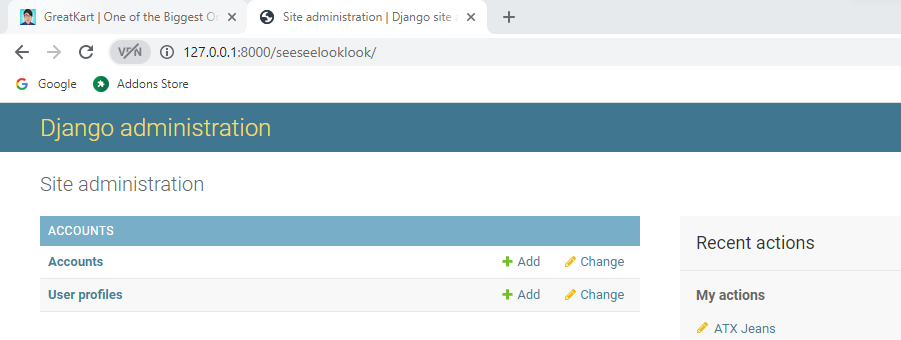 GreatKart | One of the Biggest O
Site administration | Django site
VPN
127.0.0.1:8000/seeseelooklook/
Google
Addons Store
Django administration
Site administration
ACCOUNTS
Accounts
Add
Change
User profiles
Add
Change
Recent actions
My actions
ATX Jeans